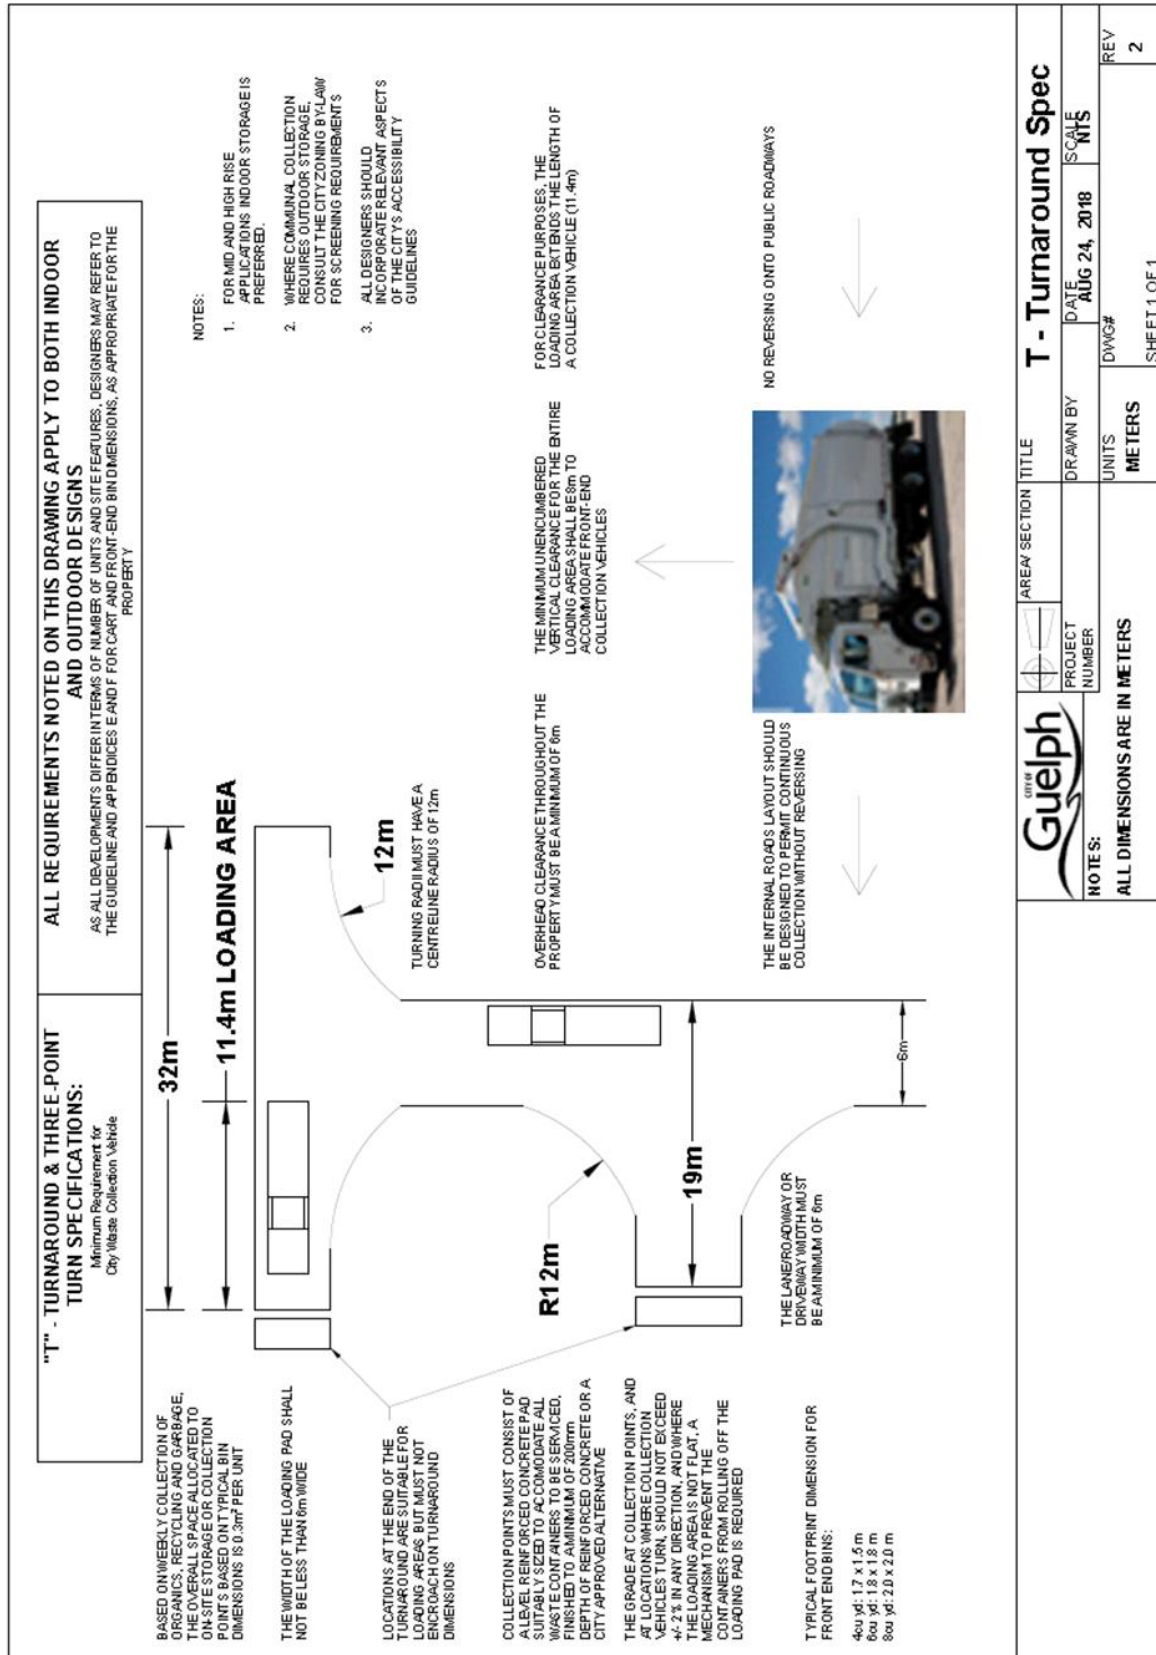 "T" - TURNAROUND & THREE-POINT
TURN SPECIFICATIONS:
Minimum Requirement for
City Waste Collection Vehicle
ALL REQUIREMENTS NOTED ON THIS DRAWING APPLY TO BOTH INDOOR
AND OUTDOOR DESIGNS
AS ALL DEVELOPMENTS DIFFER IN TERMS OF NUMBER OF UNITS AND SITE FEATURES, DESIGNERS MAY REFER TO
THE GUIDELINE AND APPENDICES E AND F FOR CART AND FRONT-END BIN DIMENSIONS, AS APPROPRIATE FOR THE
PROPERTY
BASED ON WEEKLY COLLECTION OF
ORGANICS, RECYCLING AND GARBAGE,
THE OVERALL SPACE ALLOCATED TO
ON-SITE STORAGE OR COLLECTION
POINTS BASED ON TYPICAL BIN
DIMENSIONS IS 0.3m² PER UNIT
THE WIDTH OF THE LOADING PAD SHALL
NOT BE LESS THAN 6m WIDE
LOCATIONS AT THE END OF THE
TURNAROUND ARE SUITABLE FOR
LOADING AREAS BUT MUST NOT
ENCROACH ON TURNAROUND
DIMENSIONS
COLLECTION POINTS MUST CONSIST OF
A LEVEL REINFORCED CONCRETE PAD
SUITABLY SIZED TO ACCOMODATE ALL
WASTE CONTAINERS TO BE SERVICED,
FINISHED TO A MINIMUM OF 200mm
DEPTH OF REINFORCED CONCRETE OR A
CITY APPROVED ALTERNATIVE
THE GRADE AT COLLECTION POINTS, AND
AT LOCATIONS WHERE COLLECTION
VEHICLES TURN, SHOULD NOT EXCEED
+/- 2% IN ANY DIRECTION, AND WHERE
THE LOADING AREA IS NOT FLAT, A
MECHANISM TO PREVENT THE
CONTAINERS FROM ROLLING OFF THE
LOADING PAD IS REQUIRED
TYPICAL FOOTPRINT DIMENSION FOR
FRONT END BINS:
4cu yd: 1.7 x 1.5 m
6cu yd: 1.8 x 1.8 m
8cu yd: 2.0 x 2.0 m
32m
11.4m LOADING AREA
12m
R12m
19m
6m
TURNING RADII MUST HAVE A
CENTRELINE RADIUS OF 12m
OVERHEAD CLEARANCE THROUGHOUT THE
PROPERTY MUST BE A MINIMUM OF 6m
THE LANE/ROADWAY OR
DRIVEWAY WIDTH MUST
BE A MINIMUM OF 6m
THE INTERNAL ROADS LAYOUT SHOULD
BE DESIGNED TO PERMIT CONTINUOUS
COLLECTION WITHOUT REVERSING
THE MINIMUM UNENCUMBERED
VERTICAL CLEARANCE FOR THE ENTIRE
LOADING AREA SHALL BE 8m TO
ACCOMMODATE FRONT-END
COLLECTION VEHICLES
FOR CLEARANCE PURPOSES, THE
LOADING AREA EXTENDS THE LENGTH OF
A COLLECTION VEHICLE (11.4m)
NO REVERSING ONTO PUBLIC ROADWAYS
NOTES:
1. FOR MID AND HIGH RISE
APPLICATIONS INDOOR STORAGE IS
PREFERRED.
2. WHERE COMMUNAL COLLECTION
REQUIRES OUTDOOR STORAGE,
CONSULT THE CITY ZONING BY-LAW
FOR SCREENING REQUIREMENTS
3. ALL DESIGNERS SHOULD
INCORPORATE RELEVANT ASPECTS
OF THE CITY'S ACCESSIBILITY
GUIDELINES
CITY OF
Guelph
AREA/ SECTION
TITLE
T - Turnaround Spec
PROJECT
NUMBER
DRAWN BY
DATE
AUG 24, 2018
SCALE
NTS
NOTES:
ALL DIMENSIONS ARE IN METERS
UNITS
METERS
DWG#
SHEET 1 OF 1
REV
2